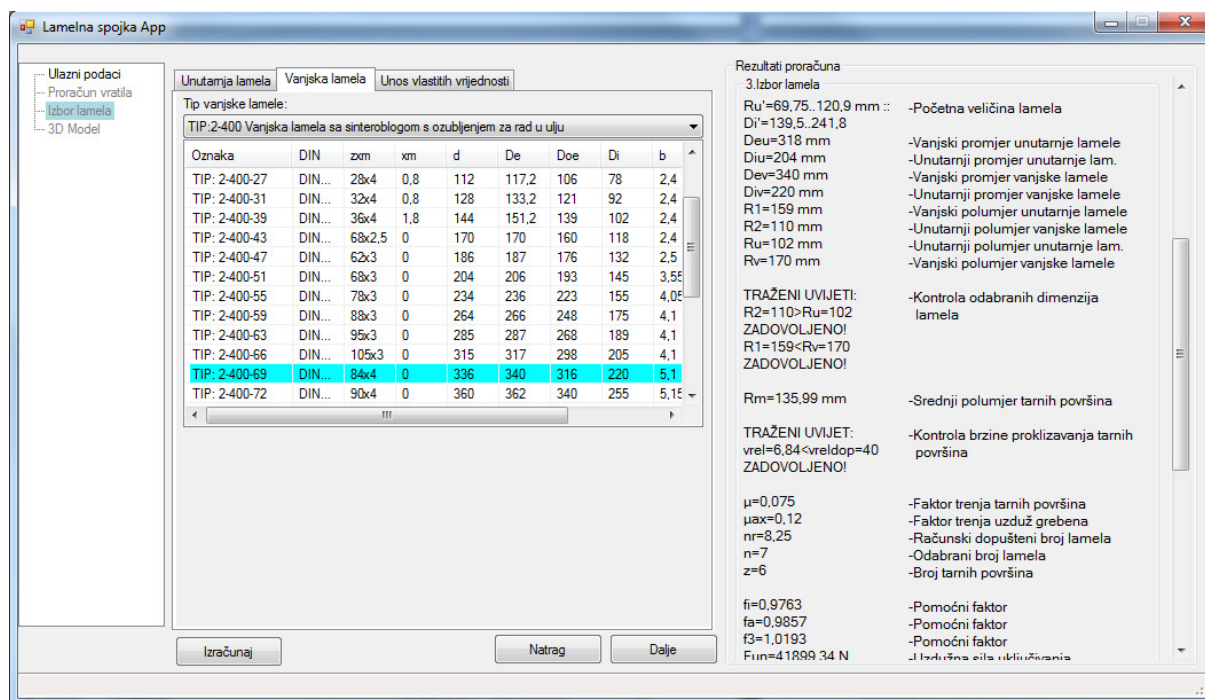 Lamelna spojka App
Ulazni podaci
Proračun vratila
Izbor lamela
3D Model
Unutarnja lamela Vanjska lamela Unos vlastitih vrijednosti
Tip vanjske lamele:
TIP:2-400 Vanjska lamela sa sinteroblogom s ozubljenjem za rad u ulju
Oznaka DIN zxm xm d De Doe Di b
TIP: 2-400-27 DIN... 28x4 0,8 112 117,2 106 78 2,4
TIP: 2-400-31 DIN... 32x4 0,8 128 133,2 121 92 2,4
TIP: 2-400-39 DIN... 36x4 1,8 144 151,2 139 102 2,4
TIP: 2-400-43 DIN... 68x2,5 0 170 170 160 118 2,4
TIP: 2-400-47 DIN... 62x3 0 186 187 176 132 2,5
TIP: 2-400-51 DIN... 68x3 0 204 206 193 145 3,55
TIP: 2-400-55 DIN... 78x3 0 234 236 223 155 4,05
TIP: 2-400-59 DIN... 88x3 0 264 266 248 175 4,1
TIP: 2-400-63 DIN... 95x3 0 285 287 268 189 4,1
TIP: 2-400-66 DIN... 105x3 0 315 317 298 205 4,1
TIP: 2-400-69 DIN... 84x4 0 336 340 316 220 5,1
TIP: 2-400-72 DIN... 90x4 0 360 362 340 255 5,15
Izračunaj Natrag Dalje
Rezultati proračuna
3.Izbor lamela
Ru'=69,75..120,9 mm :: -Početna veličina lamela
Di'=139,5..241,8
Deu=318 mm -Vanjski promjer unutarnje lamele
Diu=204 mm -Unutarnji promjer unutarnje lam.
Dev=340 mm -Vanjski promjer vanjske lamele
Div=220 mm -Unutarnji promjer vanjske lamele
R1=159 mm -Vanjski polumjer unutarnje lamele
R2=110 mm -Unutarnji polumjer vanjske lamele
Ru=102 mm -Unutarnji polumjer unutarnje lam.
Rv=170 mm -Vanjski polumjer vanjske lamele
TRAŽENI UVIJETI: -Kontrola odabranih dimenzija
R2=110>Ru=102 lamela
ZADOVOLJENO!
R1=159<Rv=170
ZADOVOLJENO!
Rm=135,99 mm -Srednji polumjer tarnih površina
TRAŽENI UVIJET: -Kontrola brzine proklizavanja tarnih
vrel=6,84<vreldop=40 površina
ZADOVOLJENO!
µ=0,075 -Faktor trenja tarnih površina
µax=0,12 -Faktor trenja uzduž grebena
nr=8,25 -Računski dopušteni broj lamela
n=7 -Odabrani broj lamela
z=6 -Broj tarnih površina
fi=0,9763 -Pomoćni faktor
fa=0,9857 -Pomoćni faktor
f3=1,0193 -Pomoćni faktor
Fun=41899,34 N -Uzdužna sila uključivanja